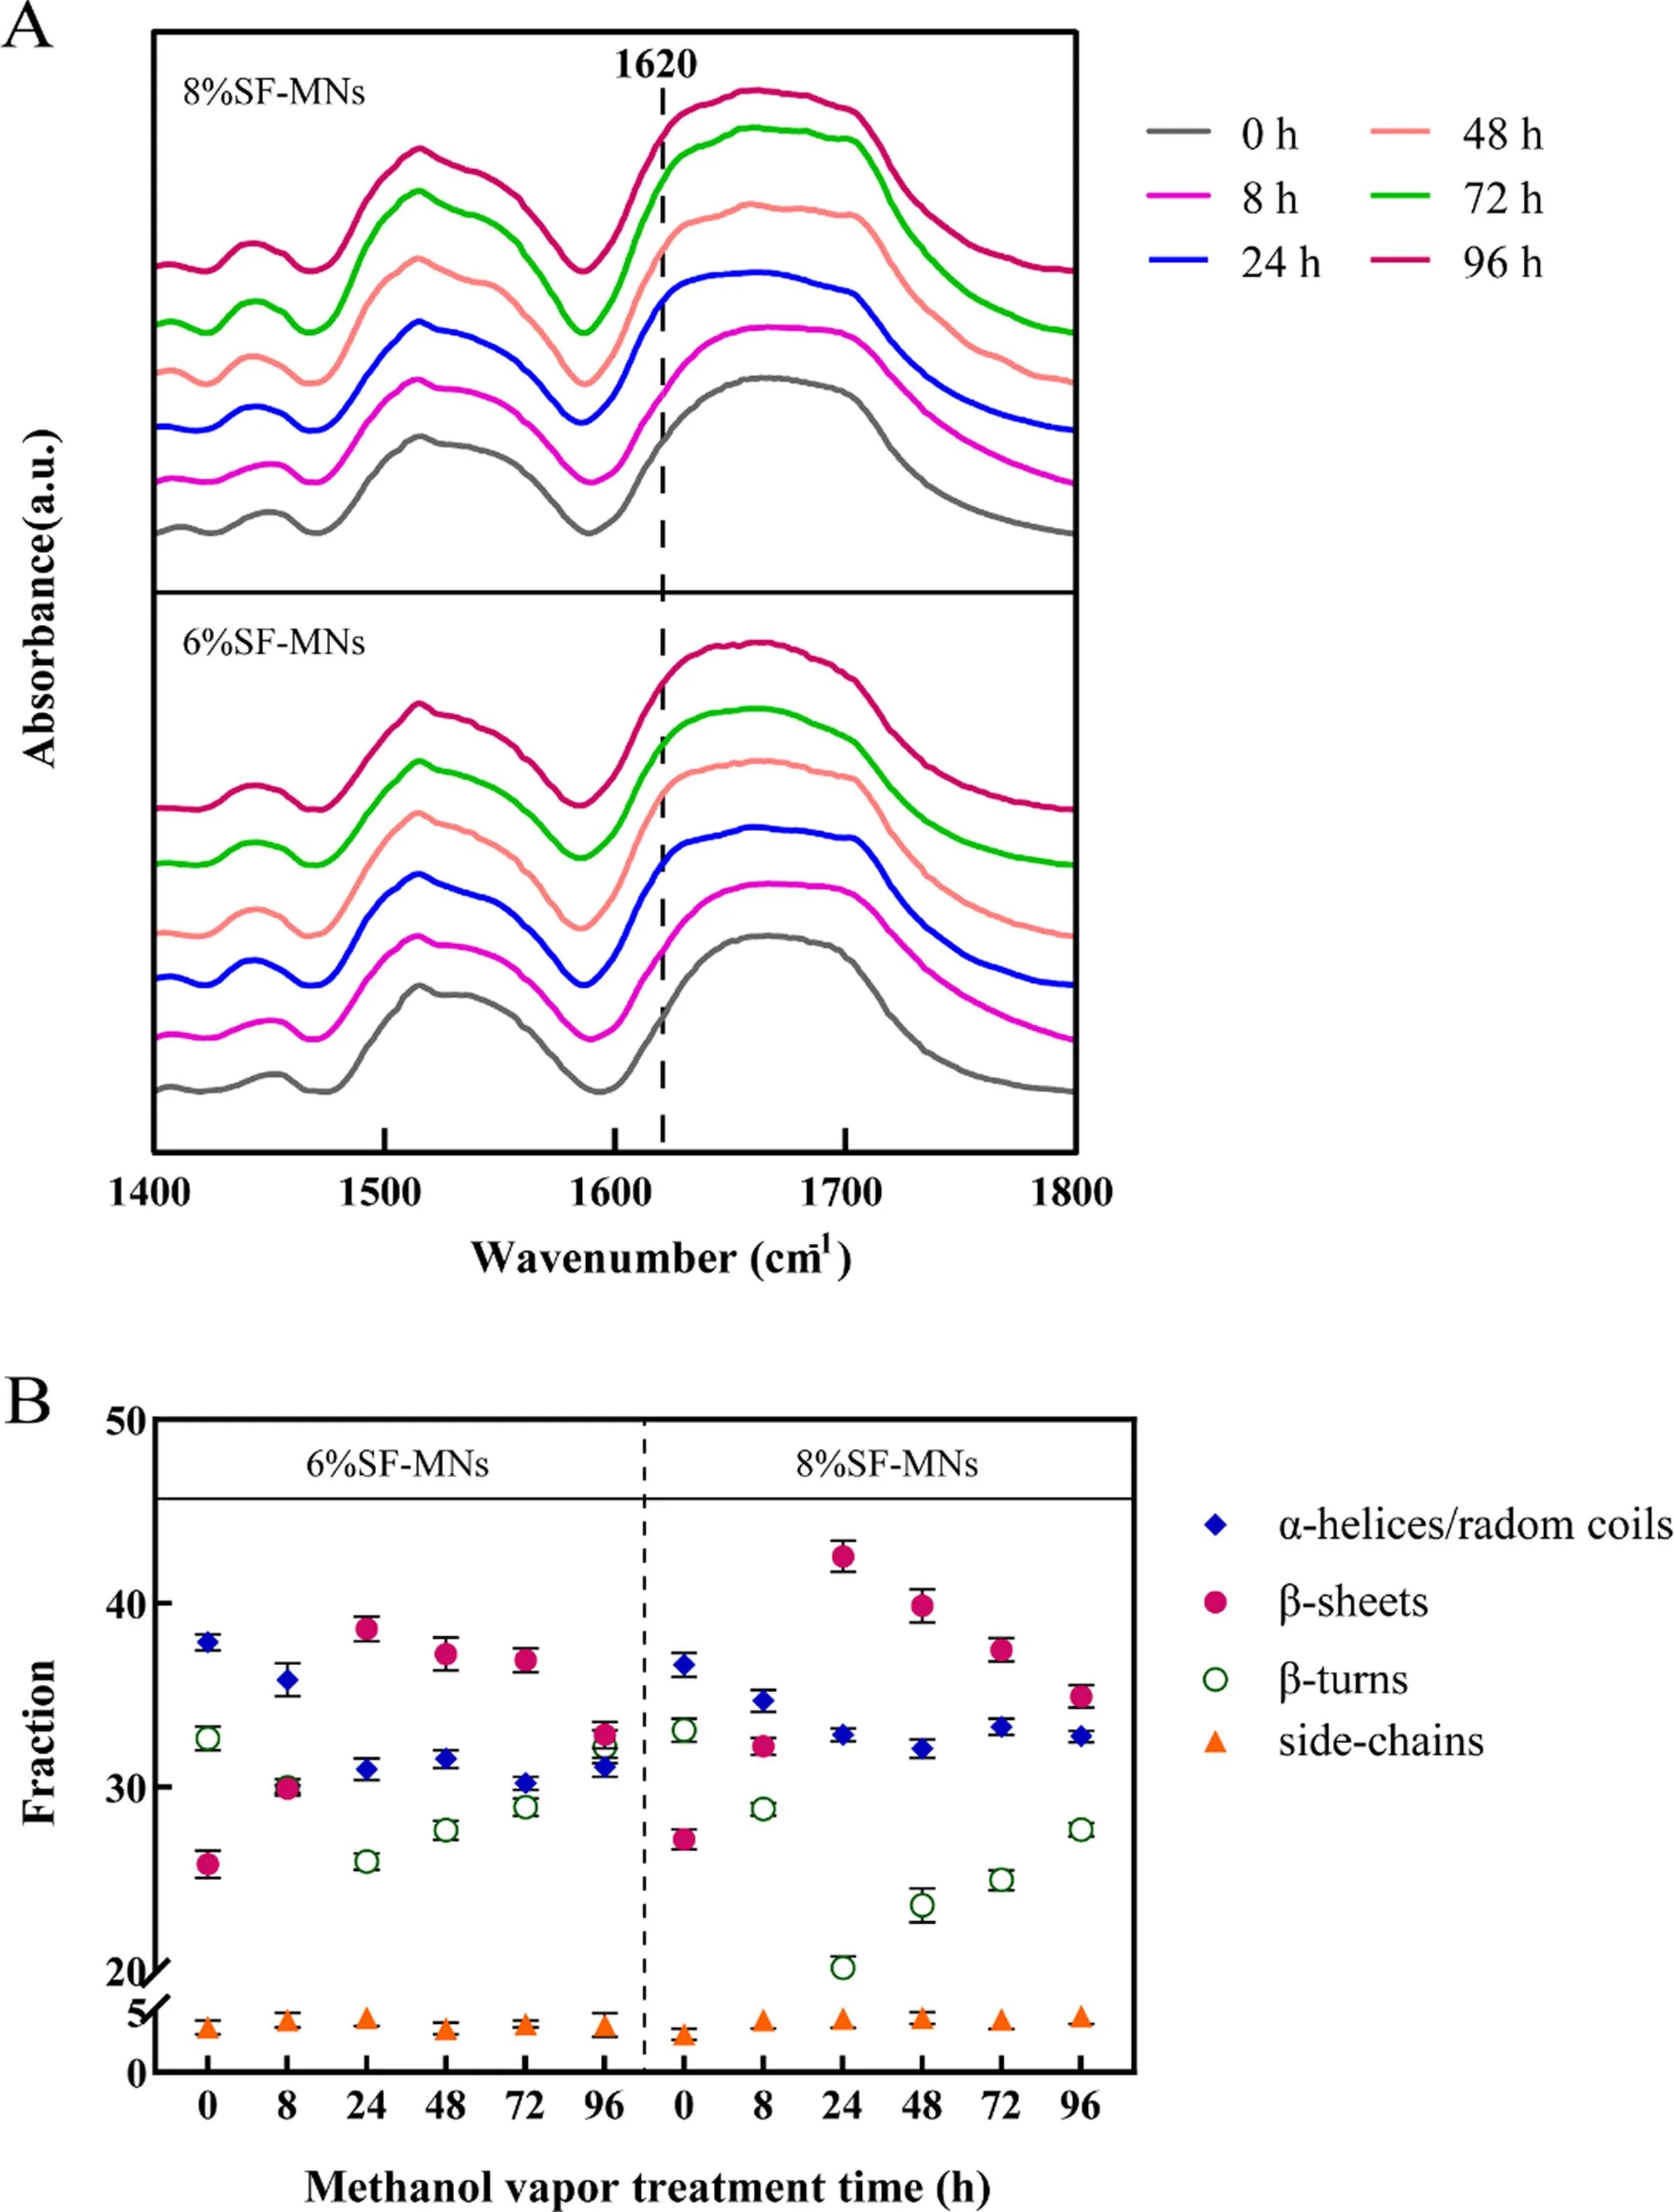 A
1620
8%SF-MNs
0 h
48 h
8 h
72 h
24 h
96 h
6%SF-MNs
Absorbance(a.u.)
1400 1500 1600 1700 1800
Wavenumber (cm-1)
B
50
40
30
20
5
0
Fraction
6%SF-MNs
8%SF-MNs
α-helices/radom coils
β-sheets
β-turns
side-chains
0 8 24 48 72 96 0 8 24 48 72 96
Methanol vapor treatment time (h)